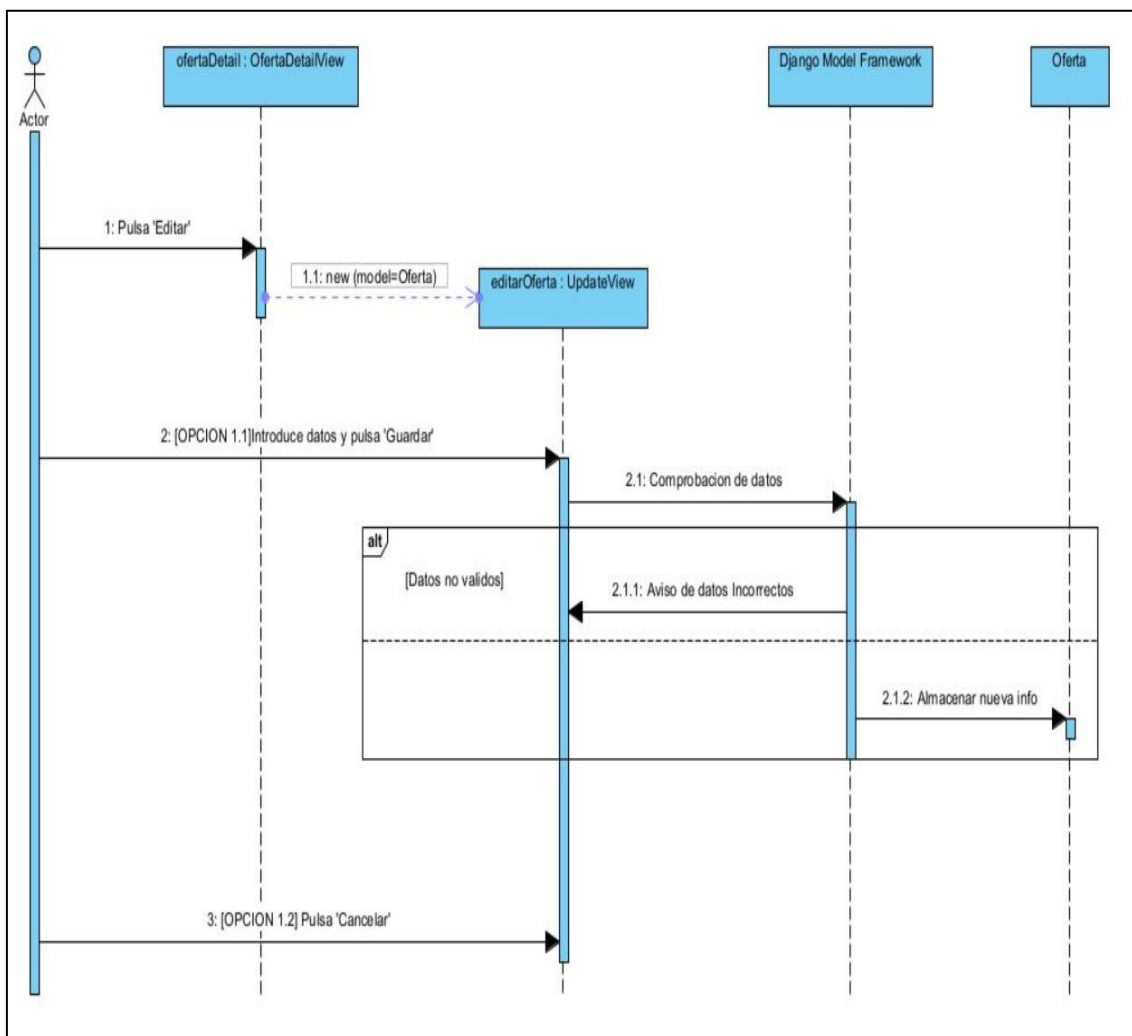 ofertaDetail : OfertaDetailView
Django Model Framework
Oferta
Actor
1: Pulsa 'Editar'
1.1: new (model=Oferta)
editarOferta : UpdateView
2: [OPCION 1.1]Introduce datos y pulsa 'Guardar'
2.1: Comprobacion de datos
alt
[Datos no validos]
2.1.1: Aviso de datos Incorrectos
2.1.2: Almacenar nueva info
3: [OPCION 1.2] Pulsa 'Cancelar'